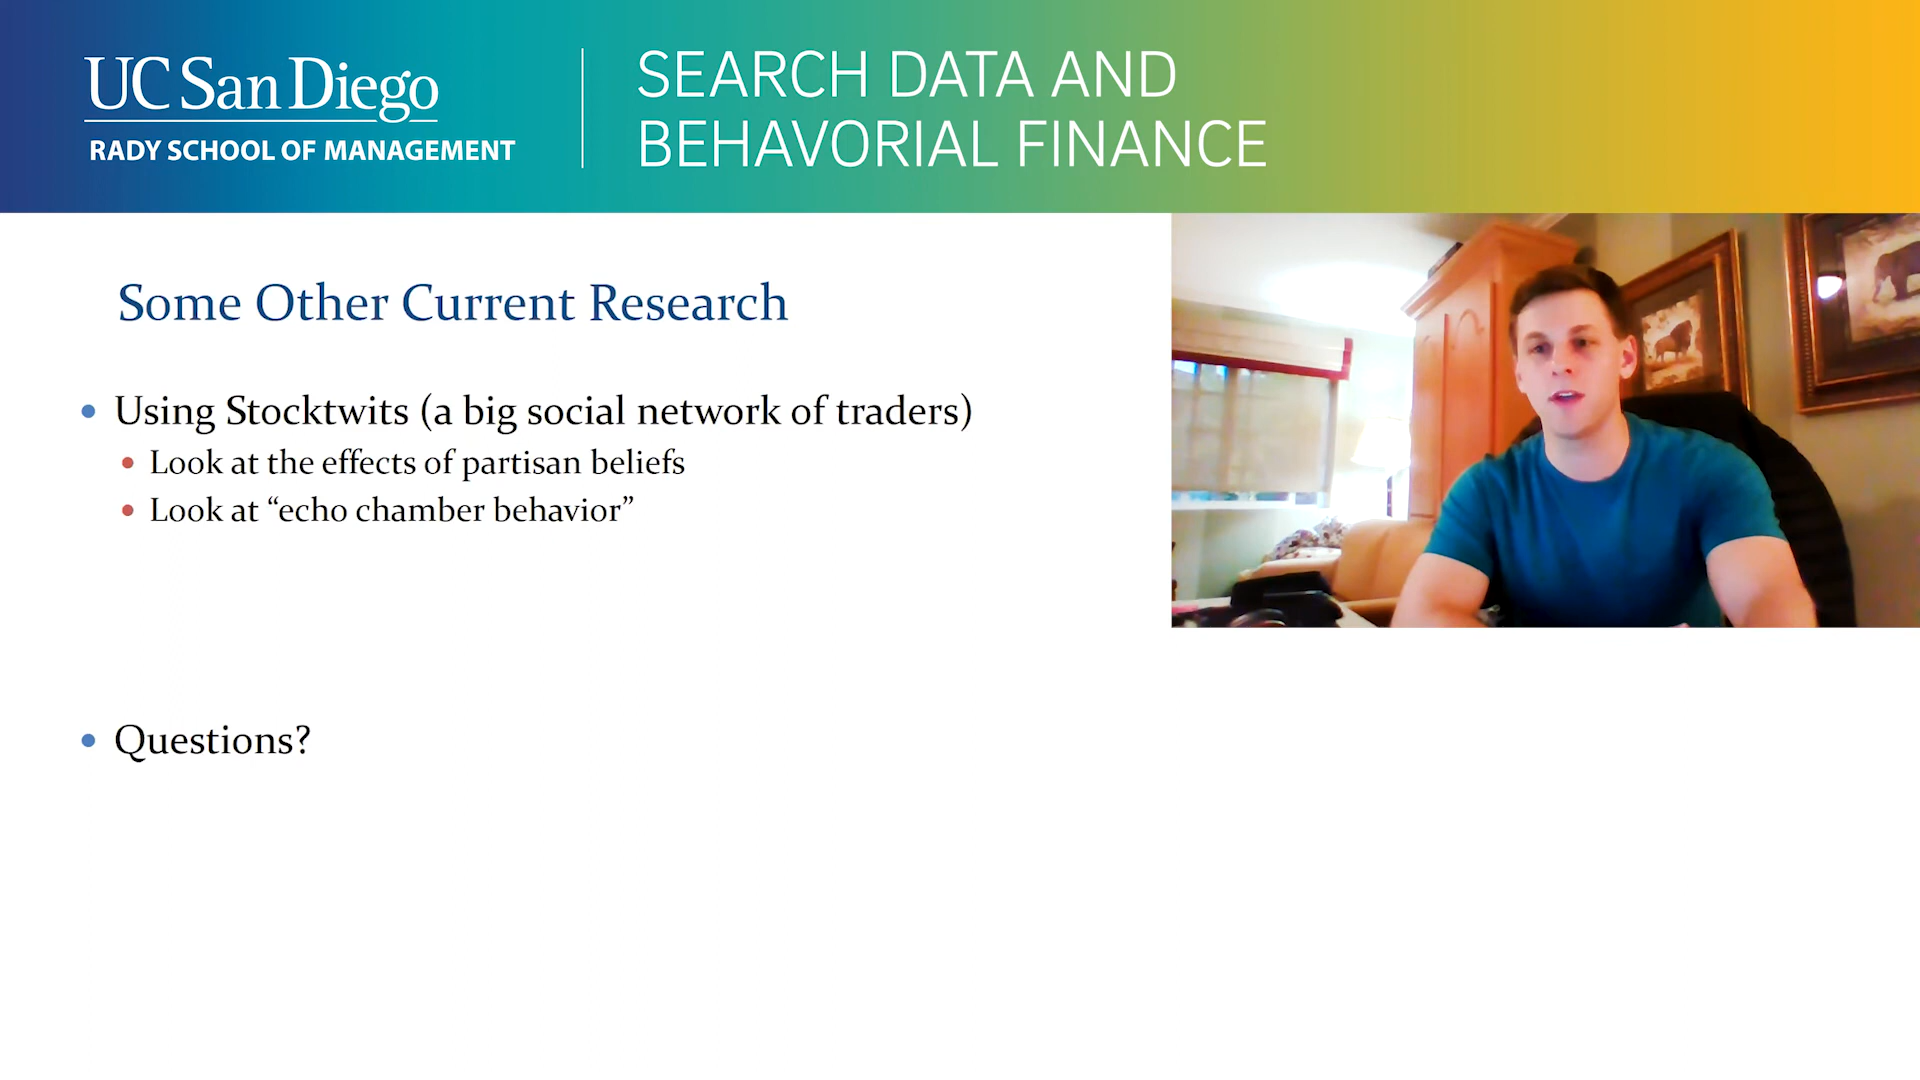 UC San Diego
RADY SCHOOL OF MANAGEMENT
SEARCH DATA AND
BEHAVORIAL FINANCE
Some Other Current Research
• Using Stocktwits (a big social network of traders)
• Look at the effects of partisan beliefs
• Look at “echo chamber behavior”
• Questions?